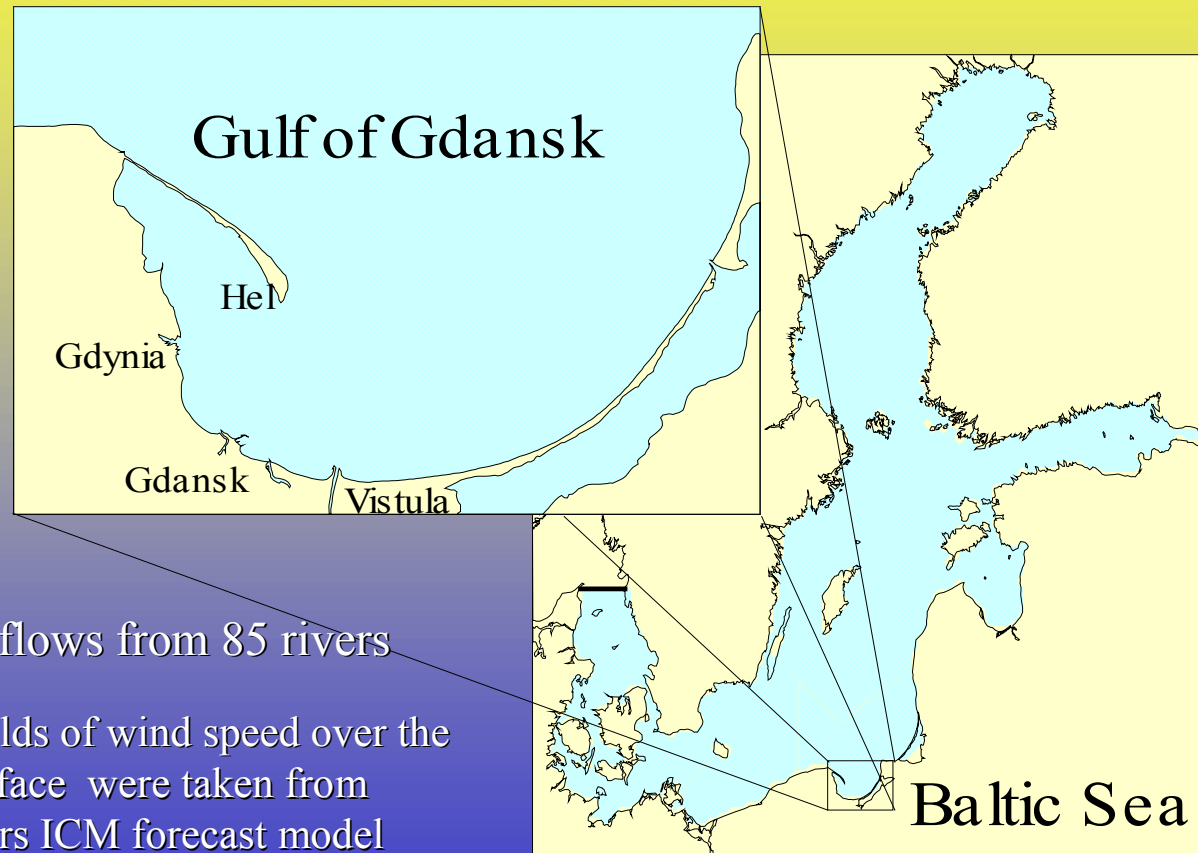 Gulf of Gdansk
Hel
Gdynia
Gdansk
Vistula
flows from 85 rivers
lds of wind speed over the
face were taken from
rs ICM forecast model
Baltic Sea